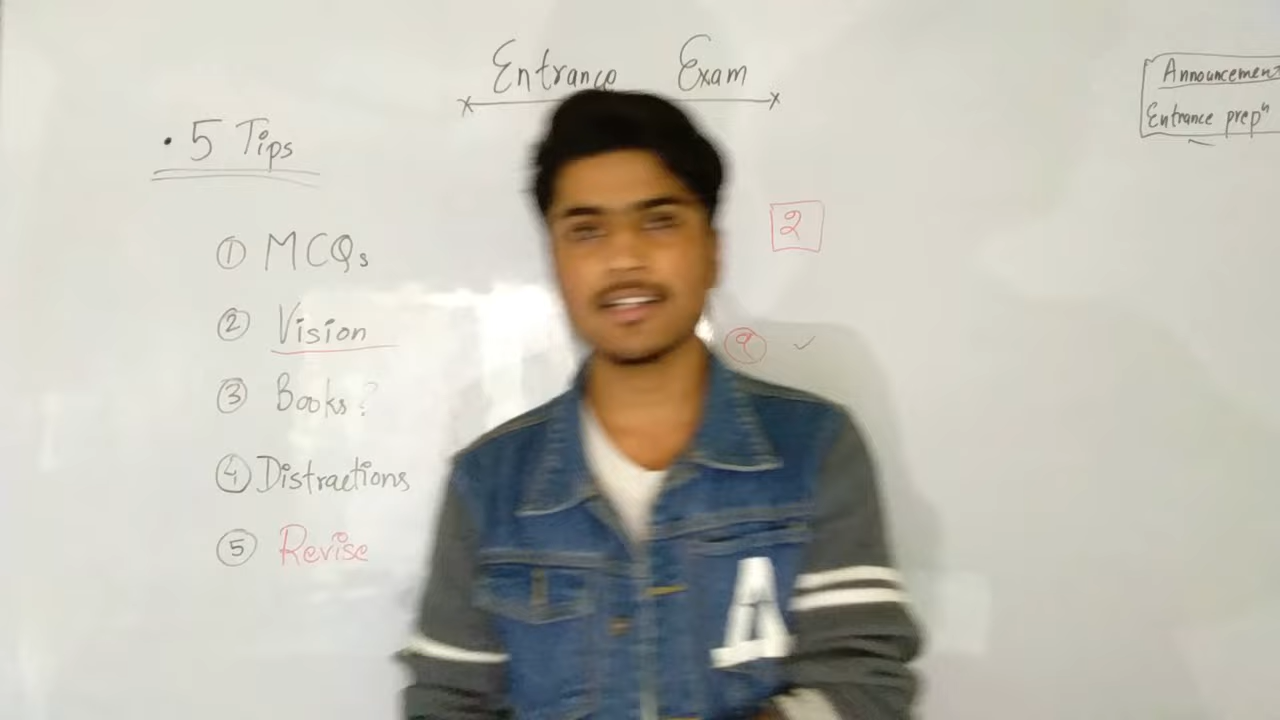 Entrance Exam
Announcement
Entrance prepⁿ
• 5 Tips
① MCQs
② Vision
③ Books?
④ Distractions
⑤ Revise
2
A